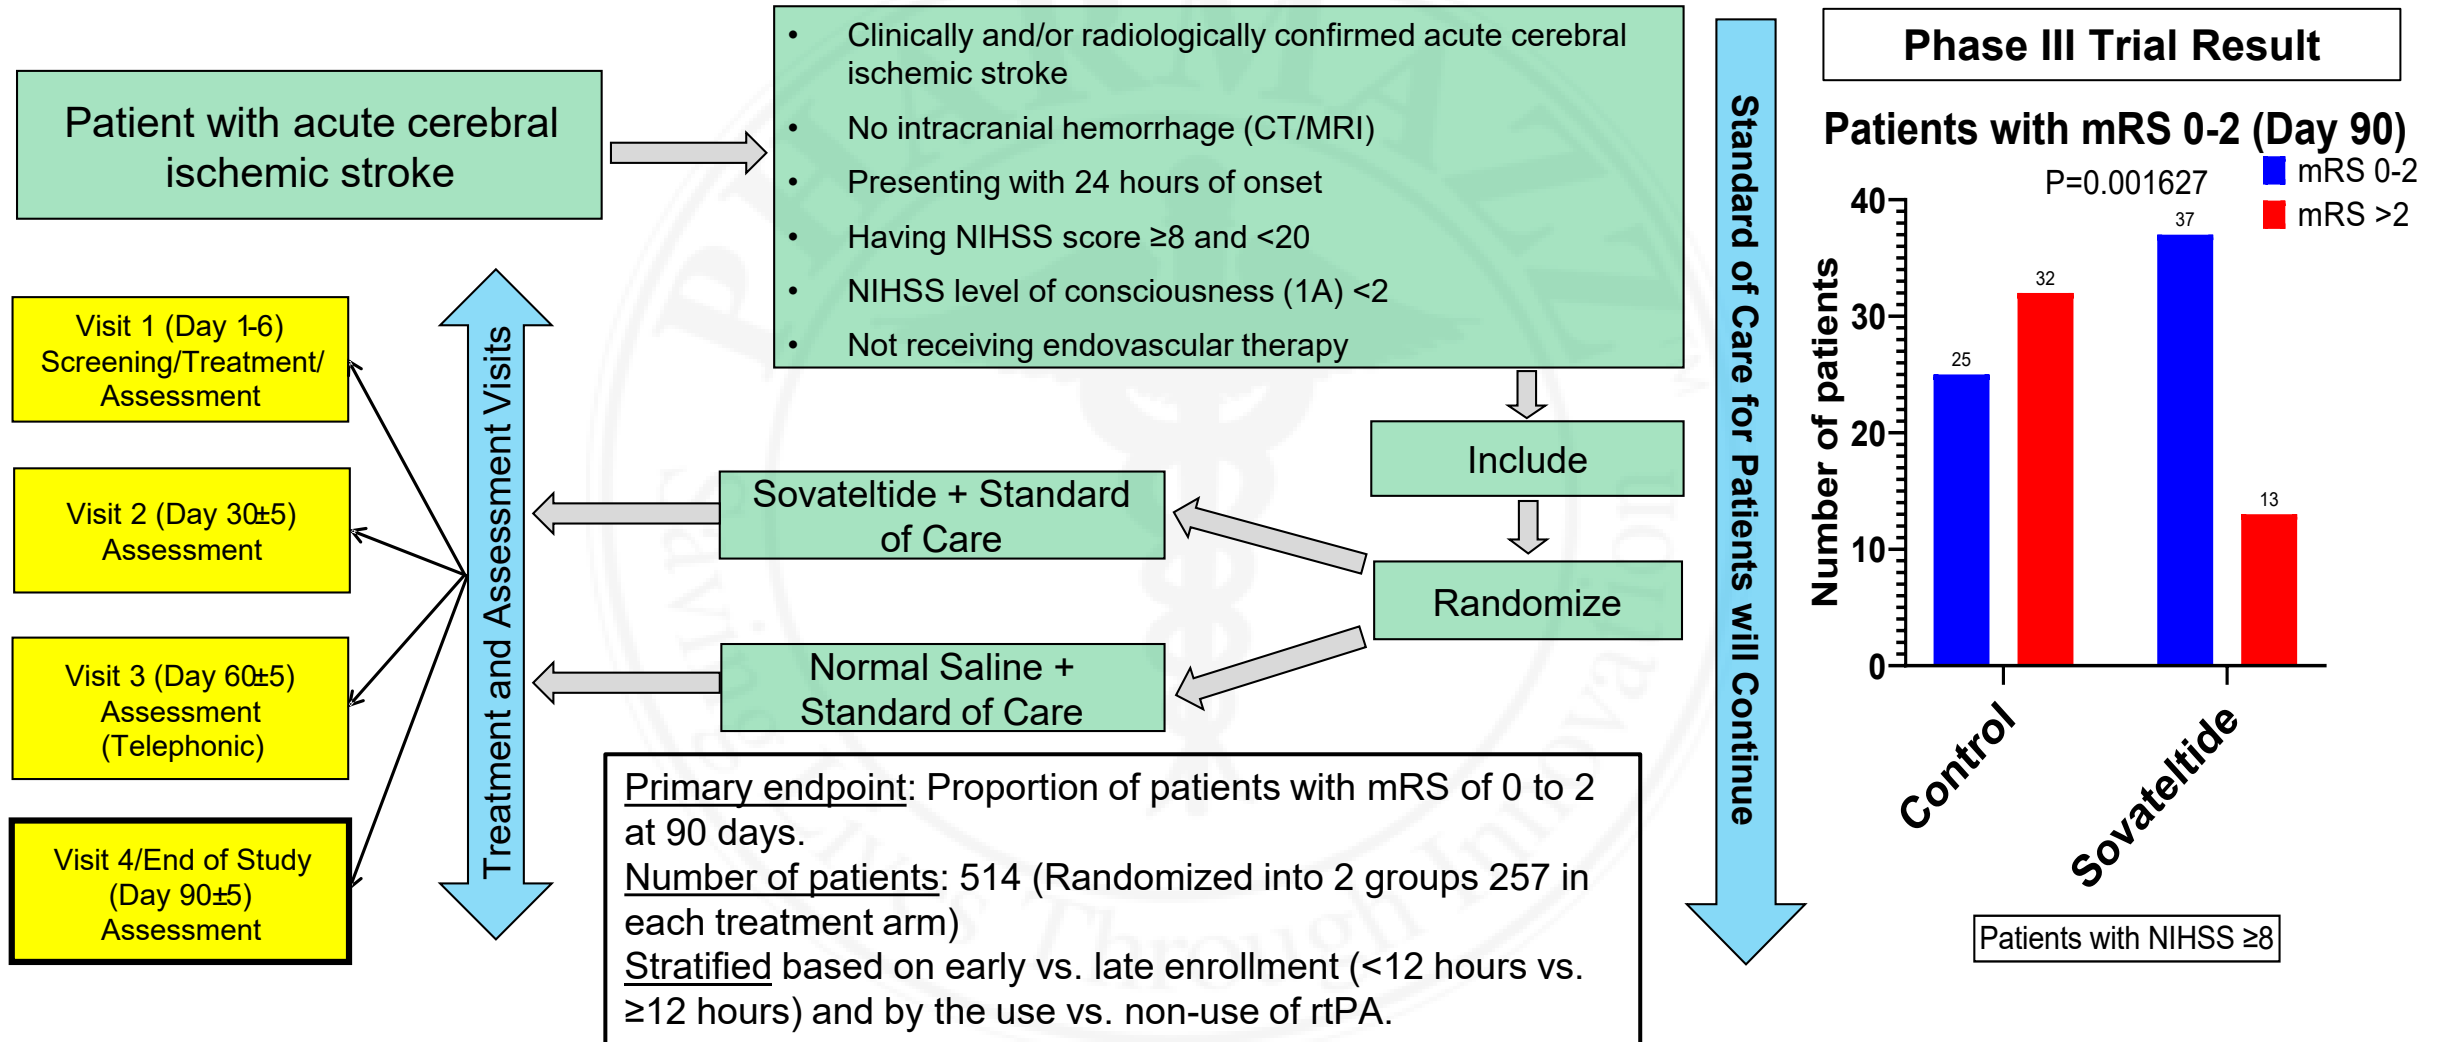 Patient with acute cerebral
ischemic stroke
• Clinically and/or radiologically confirmed acute cerebral
ischemic stroke
• No intracranial hemorrhage (CT/MRI)
• Presenting with 24 hours of onset
• Having NIHSS score ≥8 and <20
• NIHSS level of consciousness (1A) <2
• Not receiving endovascular therapy
Include
Randomize
Sovateltide + Standard
of Care
Normal Saline +
Standard of Care
Treatment and Assessment Visits
Visit 1 (Day 1-6)
Screening/Treatment/
Assessment
Visit 2 (Day 30±5)
Assessment
Visit 3 (Day 60±5)
Assessment
(Telephonic)
Visit 4/End of Study
(Day 90±5)
Assessment
Primary endpoint: Proportion of patients with mRS of 0 to 2
at 90 days.
Number of patients: 514 (Randomized into 2 groups 257 in
each treatment arm)
Stratified based on early vs. late enrollment (<12 hours vs.
≥12 hours) and by the use vs. non-use of rtPA.
Standard of Care for Patients will Continue
Phase III Trial Result
Patients with mRS 0-2 (Day 90)
P=0.001627
mRS 0-2
mRS >2
Number of patients
40
30
20
10
0
25
32
37
13
Control
Sovateltide
Patients with NIHSS ≥8
PHARMAZZ
Saving Lives Through Innovation